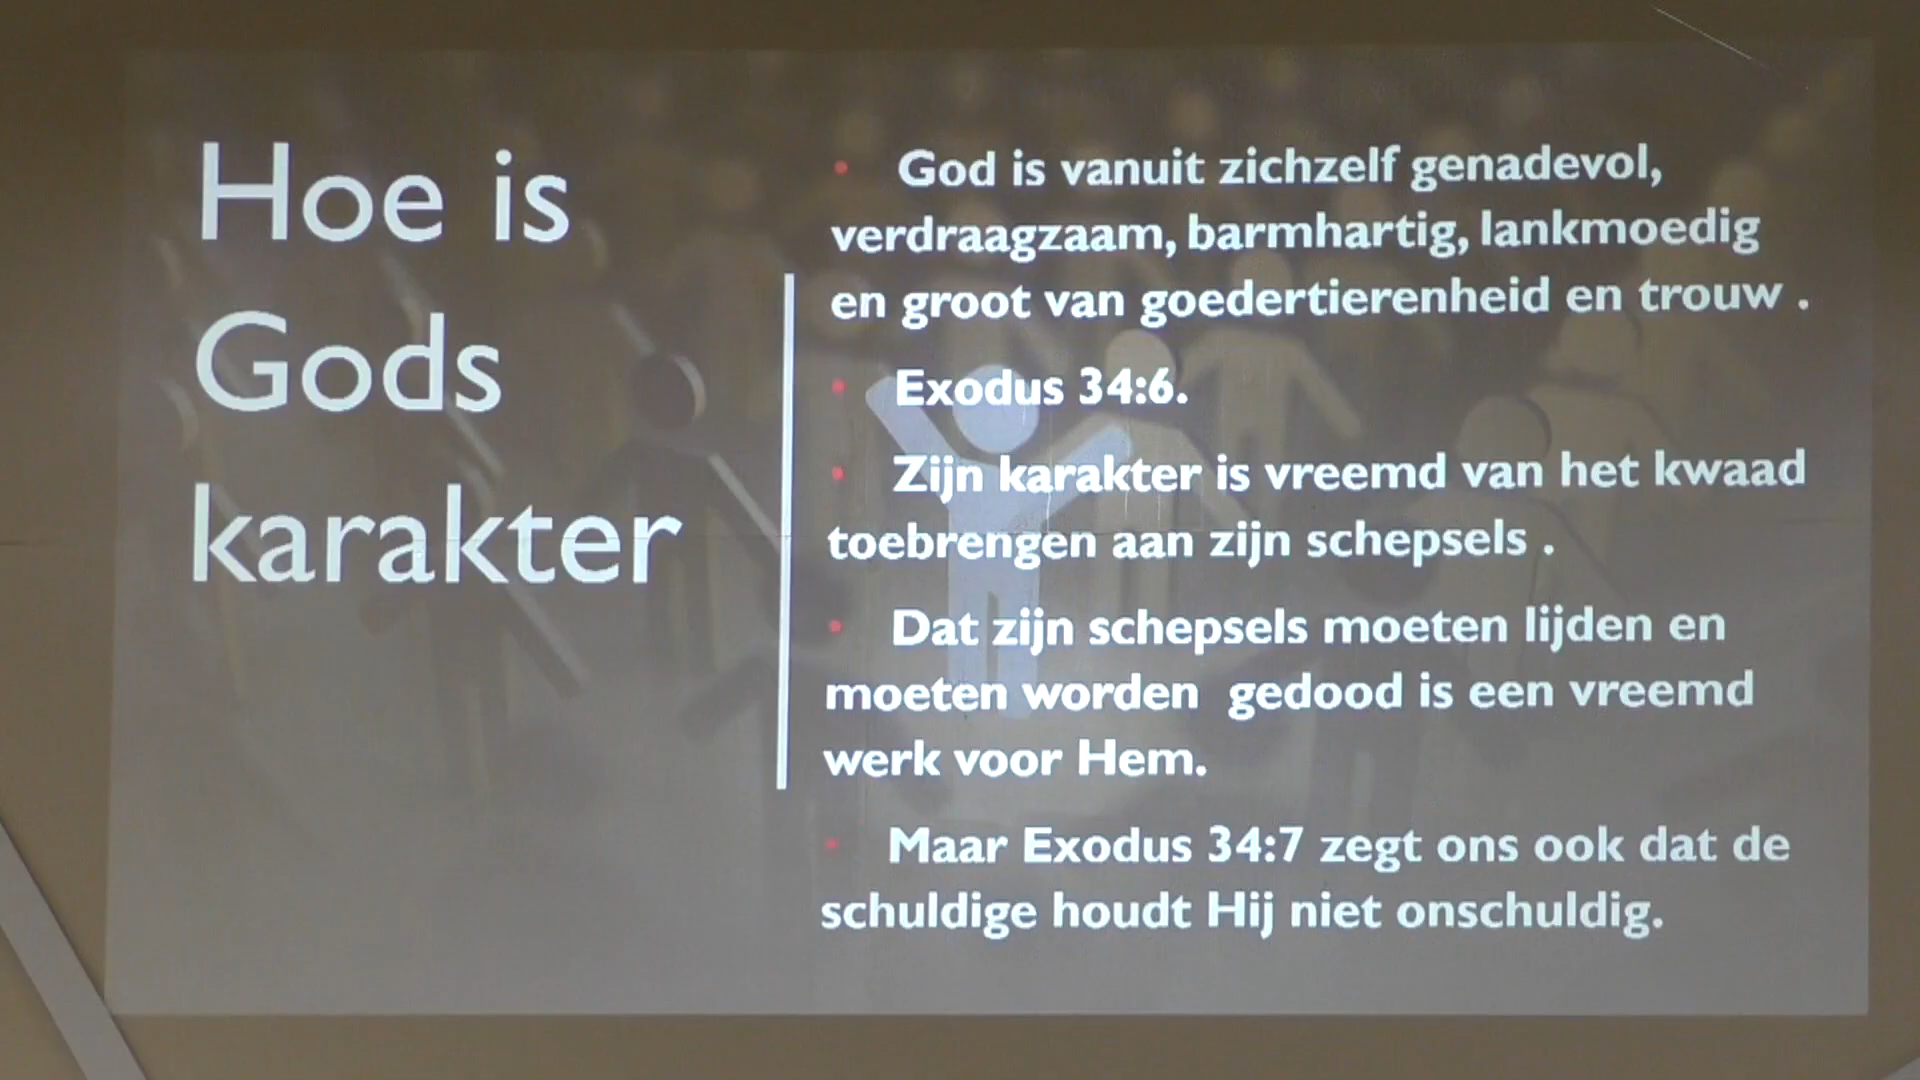 Hoe is
Gods
karakter
• God is vanuit zichzelf genadevol,
verdraagzaam, barmhartig, lankmoedig
en groot van goedertierenheid en trouw .
• Exodus 34:6.
• Zijn karakter is vreemd van het kwaad
toebrengen aan zijn schepsels .
• Dat zijn schepsels moeten lijden en
moeten worden  gedood is een vreemd
werk voor Hem.
• Maar Exodus 34:7 zegt ons ook dat de
schuldige houdt Hij niet onschuldig.